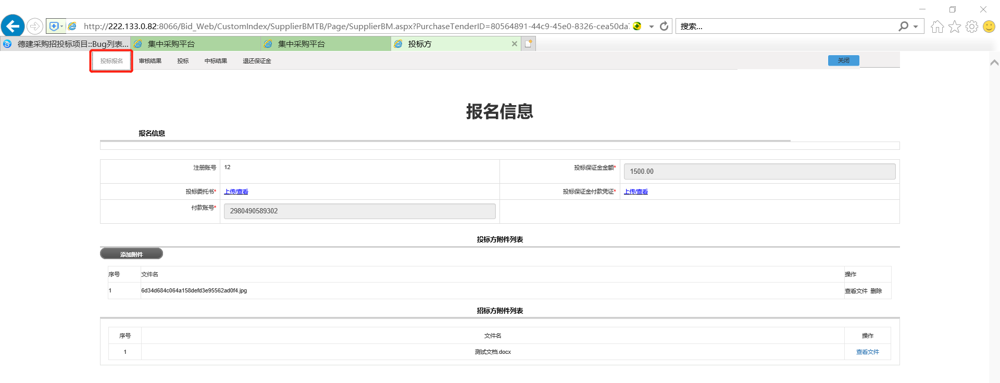 http://222.133.0.82:8066/Bid_Web/CustomIndex/SupplierBMTB/Page/SupplierBM.aspx?PurchaseTenderID=80564891-44c9-45e0-8326-cea50da 搜索...
德建采购招投标项目::Bug列表... 集中采购平台 集中采购平台 投标方
投标报名 审核结果 投标 中标结果 退还保证金 关闭
报名信息
报名信息
注册账号 12 投标保证金金额* 1500.00
投标委托书* 上传/查看 投标保证金付款凭证* 上传/查看
付款账号* 2980490589302
投标方附件列表
添加附件
序号 文件名 操作
1 6d34d684c064a158defd3e95562ad0f4.jpg 查看文件 删除
招标方附件列表
序号 文件名 操作
1 测试文档.docx 查看文件